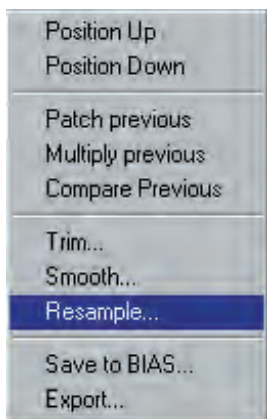 Position Up
Position Down
Patch previous
Multiply previous
Compare Previous
Trim...
Smooth...
Resample...
Save to BIAS...
Export...